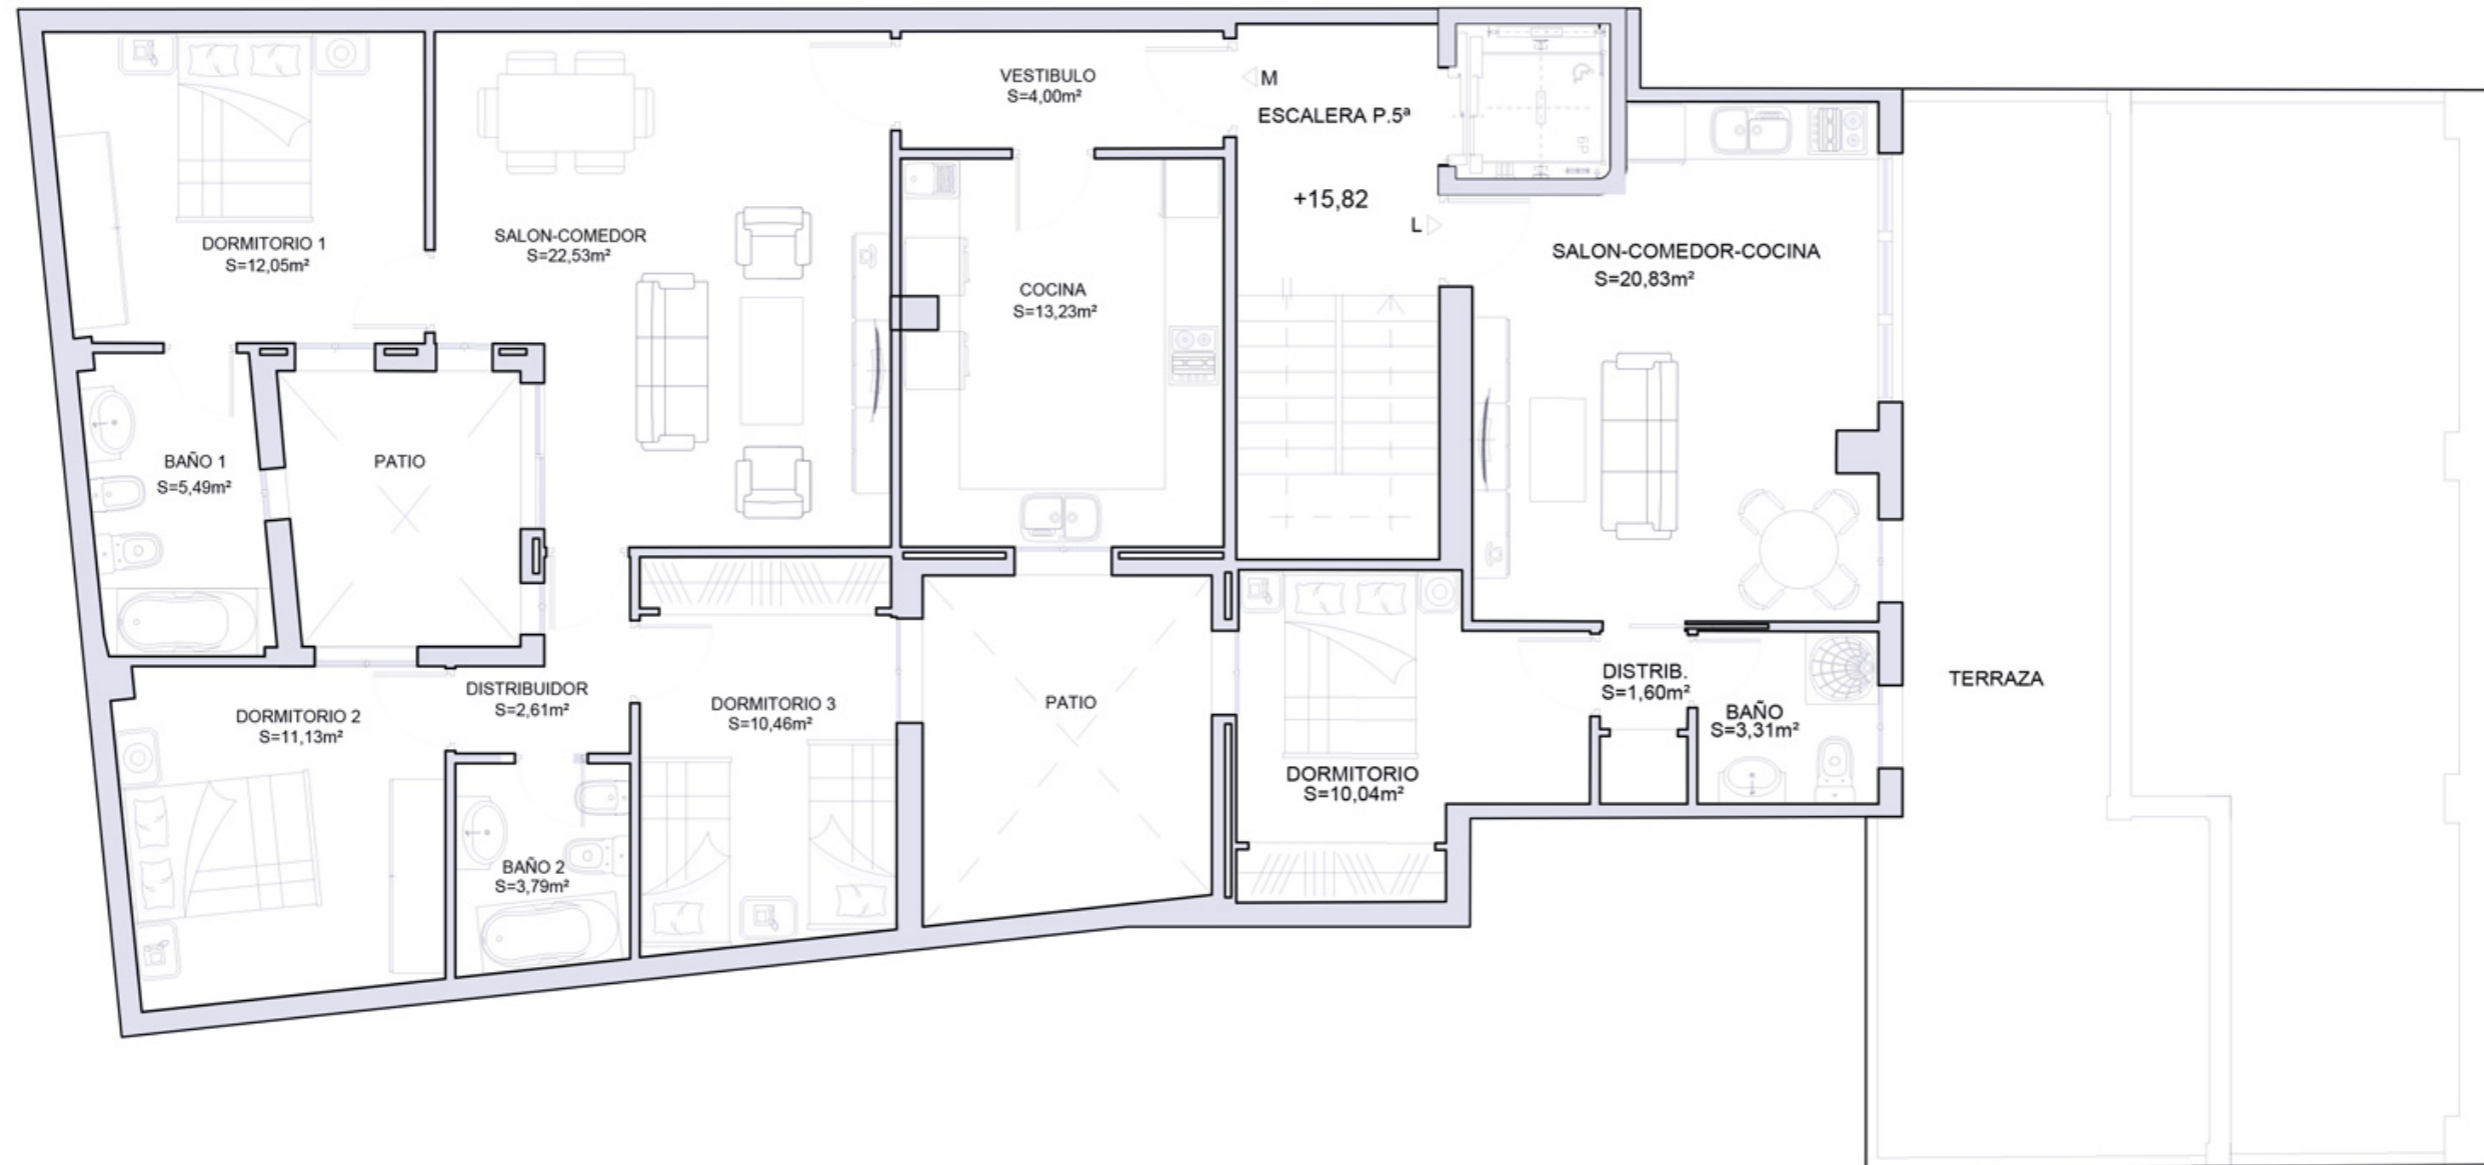 VESTIBULO
S=4,00m²
M
ESCALERA P.5ª
+15,82
L
6P
DORMITORIO 1
S=12,05m²
SALON-COMEDOR
S=22,53m²
COCINA
S=13,23m²
SALON-COMEDOR-COCINA
S=20,83m²
BAÑO 1
S=5,49m²
PATIO
DORMITORIO 2
S=11,13m²
DISTRIBUIDOR
S=2,61m²
DORMITORIO 3
S=10,46m²
PATIO
DORMITORIO
S=10,04m²
DISTRIB.
S=1,60m²
BAÑO
S=3,31m²
TERRAZA
BAÑO 2
S=3,79m²